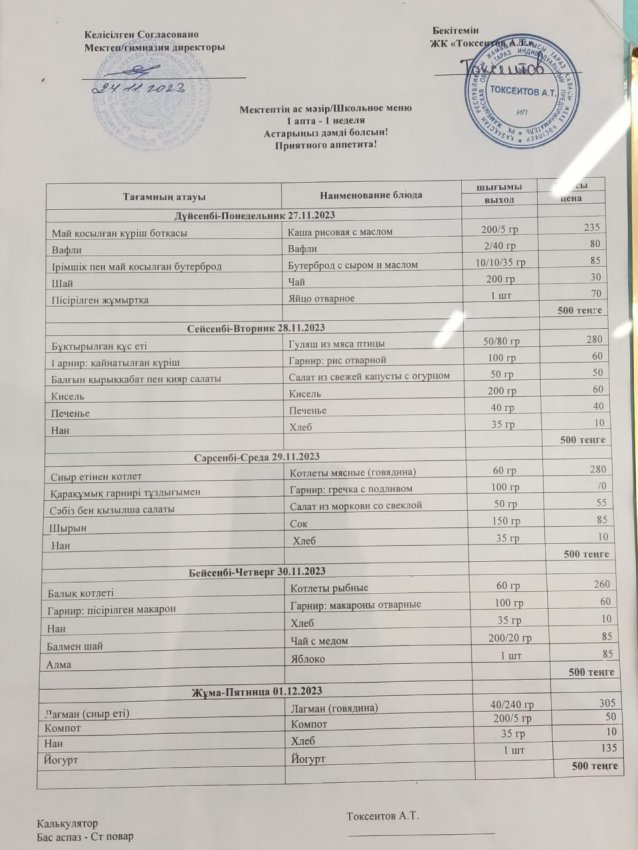 Келісілген Согласовано
Мектеп/гимназия директоры
24.11.2023
Бекітемін
ЖК «Токсеитов А.Т.»
Токсеитов
ТОКСЕИТОВ А.Т.
ИП
Мектептің ас мәзір/Школьное меню
1 апта - 1 неделя
Астарыңыз дәмді болсын!
Приятного аппетита!
Тағамның атауы Наименование блюда шығымы
выход цена
Дүйсенбі-Понедельник 27.11.2023
Май қосылған күріш ботқасы Каша рисовая с маслом 200/5 гр 235
Вафли Вафли 2/40 гр 80
Ірімшік пен май қосылған бутерброд Бутерброд с сыром и маслом 10/10/35 гр 85
Шай Чай 200 гр 30
Пісірілген жұмыртқа Яйцо отварное 1 шт 70
500 тенге
Сейсенбі-Вторник 28.11.2023
Бұктырылған құс еті Гуляш из мяса птицы 50/80 гр 280
Гарнир: қайнатылған күріш Гарнир: рис отварной 100 гр 60
Балғын қырыккабат пен қияр салаты Салат из свежей капусты с огурцом 50 гр 50
Кисель Кисель 200 гр 60
Печенье Печенье 40 гр 40
Нан Хлеб 35 гр 10
500 теңге
Сәрсенбі-Среда 29.11.2023
Сиыр етінен котлет Котлеты мясные (говядина) 60 гр 280
Қарақұмық гарнирі тұздығымен Гарнир: гречка с подливом 100 гр 70
Сәбіз бен қызылша салаты Салат из моркови со свеклой 50 гр 55
Шырын Сок 150 гр 85
Нан Хлеб 35 гр 10
500 теңге
Бейсенбі-Четверг 30.11.2023
Балық котлеті Котлеты рыбные 60 гр 260
Гарнир: пісірілген макарон Гарнир: макароны отварные 100 гр 60
Нан Хлеб 35 гр 10
Балмен шай Чай с медом 200/20 гр 85
Алма Яблоко 1 шт 85
500 теңге
Жұма-Пятница 01.12.2023
Лагман (сиыр еті) Лагман (говядина) 40/240 гр 305
Компот Компот 200/5 гр 50
Нан Хлеб 35 гр 10
Йогурт Йогурт 1 шт 135
500 теңге
Калькулятор Токсеитов А.Т.
Бас аспаз - Ст повар